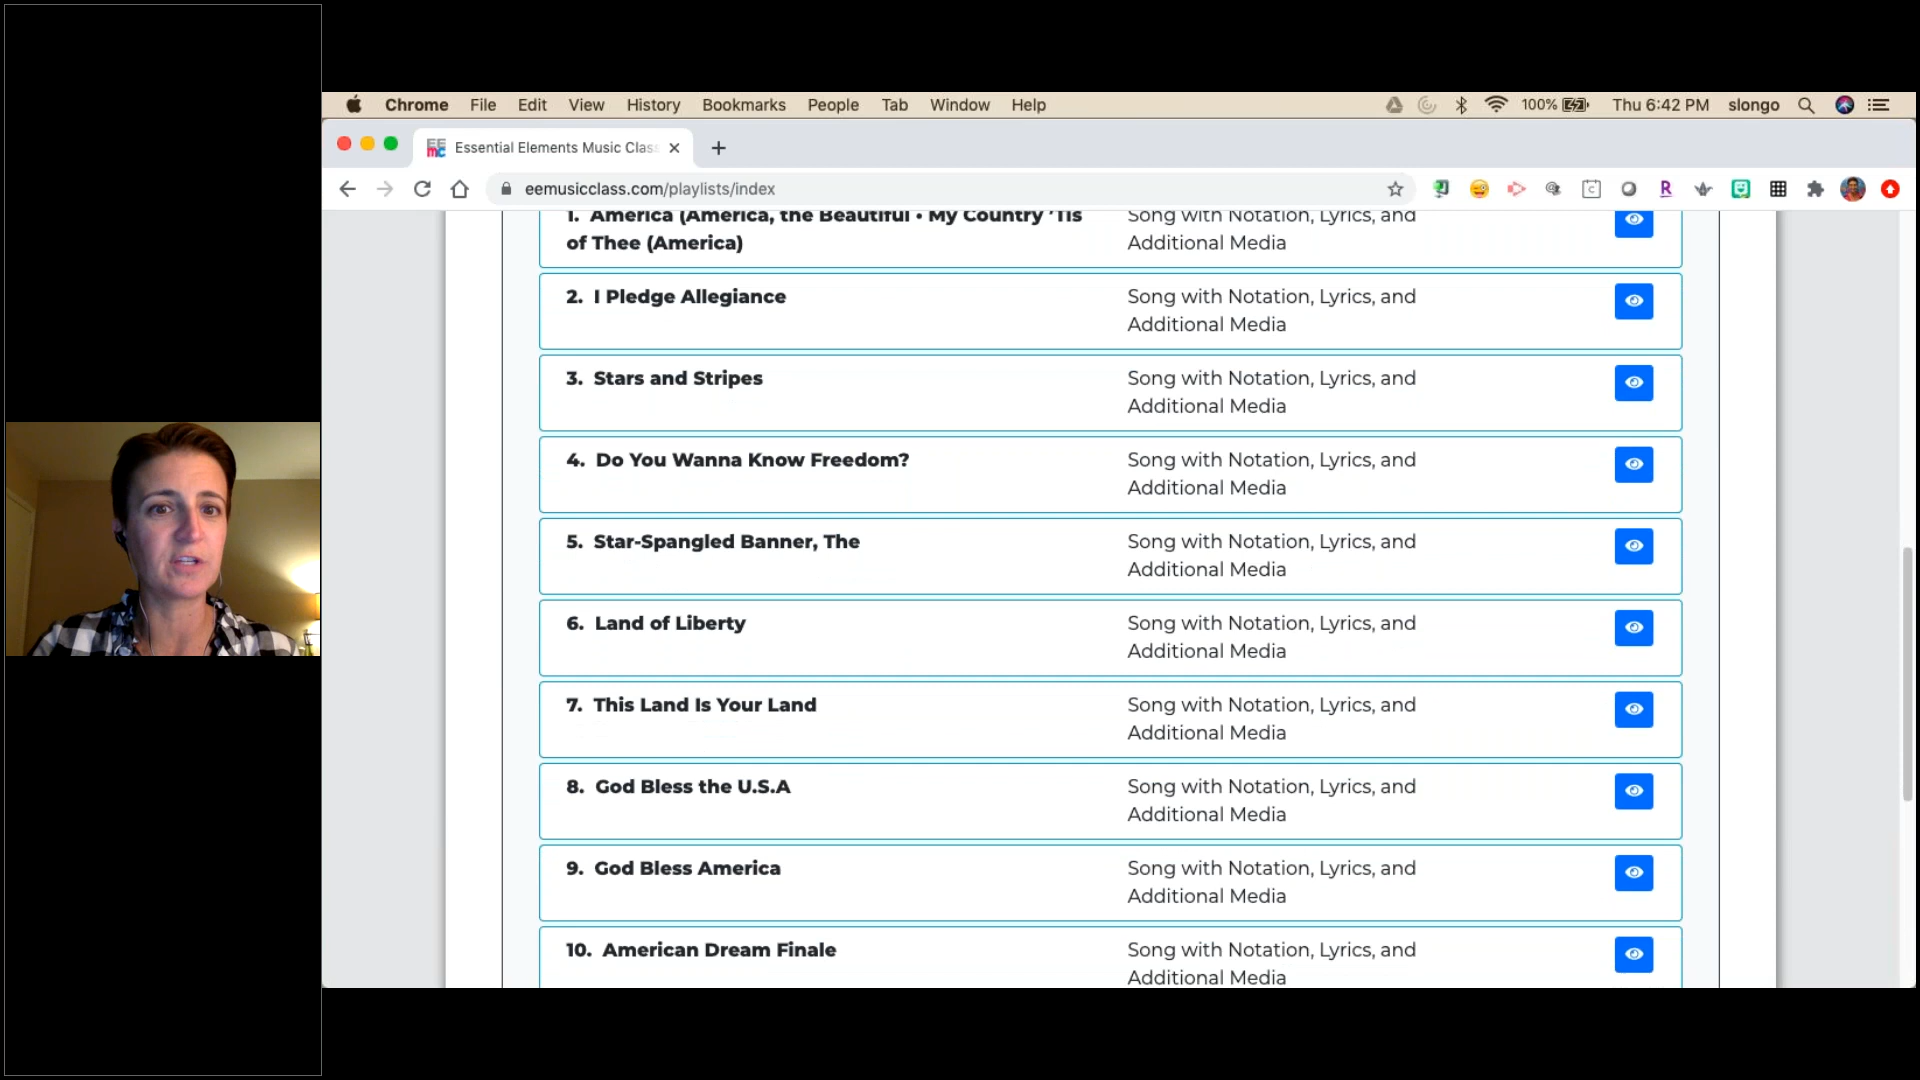 Chrome File Edit View History Bookmarks People Tab Window Help 100% Thu 6:42 PM slongo
Essential Elements Music Clas
eemusicclass.com/playlists/index
1. America (America, the Beautiful • My Country 'Tis of Thee (America)
Song with Notation, Lyrics, and Additional Media
2. I Pledge Allegiance
Song with Notation, Lyrics, and Additional Media
3. Stars and Stripes
Song with Notation, Lyrics, and Additional Media
4. Do You Wanna Know Freedom?
Song with Notation, Lyrics, and Additional Media
5. Star-Spangled Banner, The
Song with Notation, Lyrics, and Additional Media
6. Land of Liberty
Song with Notation, Lyrics, and Additional Media
7. This Land Is Your Land
Song with Notation, Lyrics, and Additional Media
8. God Bless the U.S.A
Song with Notation, Lyrics, and Additional Media
9. God Bless America
Song with Notation, Lyrics, and Additional Media
10. American Dream Finale
Song with Notation, Lyrics, and Additional Media